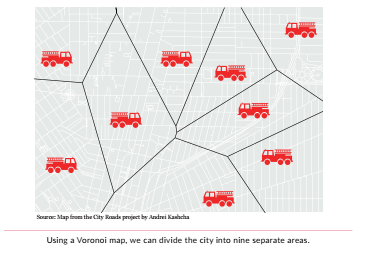 Source: Map from the City Roads project by Andrei Kashcha
Using a Voronoi map, we can divide the city into nine separate areas.